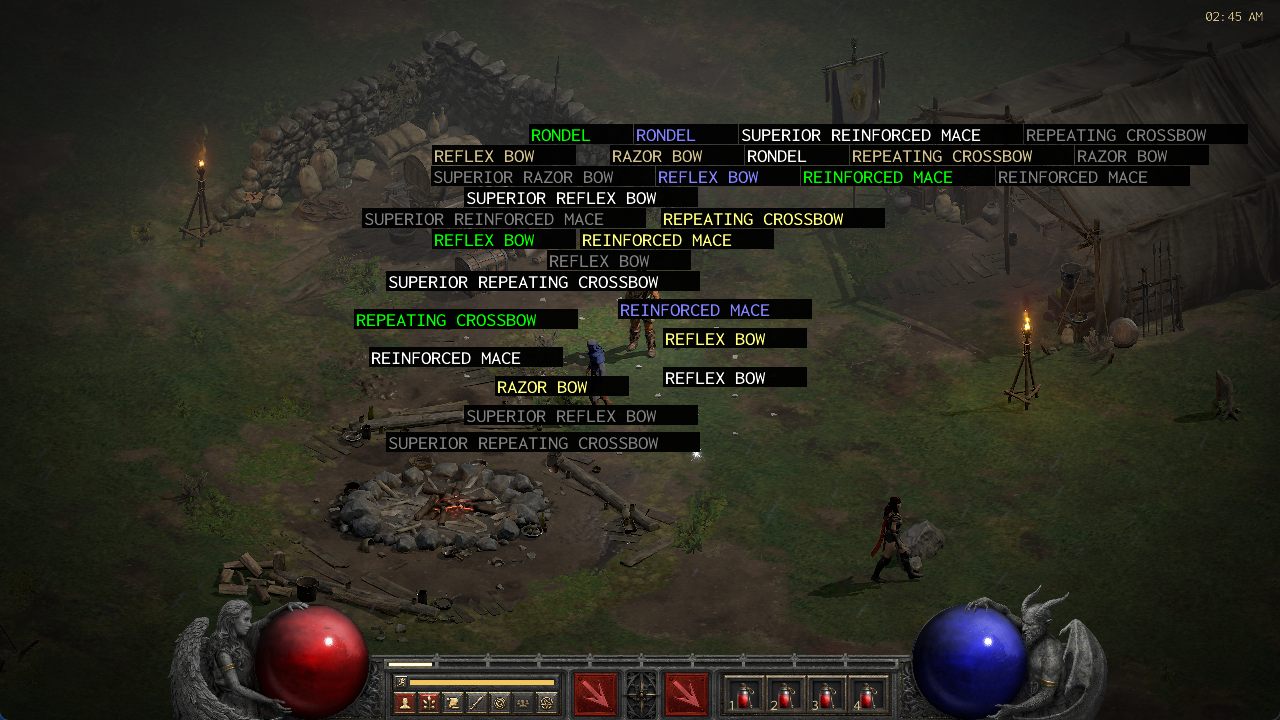 02:45 AM
RONDEL RONDEL SUPERIOR REINFORCED MACE REPEATING CROSSBOW
REFLEX BOW RAZOR BOW RONDEL REPEATING CROSSBOW RAZOR BOW
SUPERIOR RAZOR BOW REFLEX BOW REINFORCED MACE REINFORCED MACE
SUPERIOR REFLEX BOW
SUPERIOR REINFORCED MACE REPEATING CROSSBOW
REFLEX BOW REINFORCED MACE
REFLEX BOW
SUPERIOR REPEATING CROSSBOW
REINFORCED MACE
REPEATING CROSSBOW
REFLEX BOW
REINFORCED MACE
REFLEX BOW
RAZOR BOW
SUPERIOR REFLEX BOW
SUPERIOR REPEATING CROSSBOW
1 2 3 4